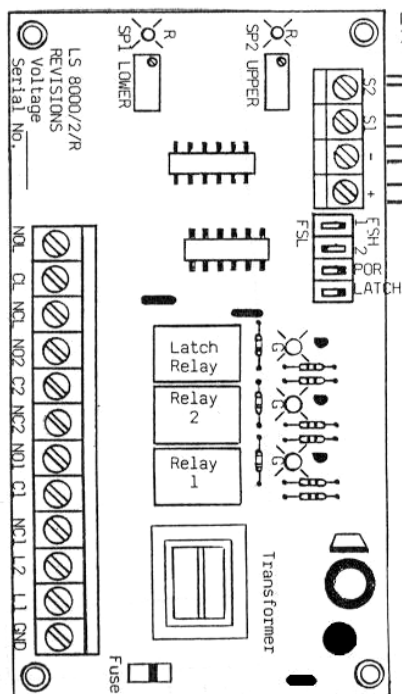 LS 8000/2/R
REVISIONS
Voltage
Serial No.
SP1 LOWER
R
SP2 UPPER
R
S2
S1
-
+
FSH
1
2
FSL
POR
LATCH
NOL
CL
NCL
NO2
C2
NC2
NO1
C1
NC1
L2
L1
GND
Latch
Relay
Relay
2
Relay
1
G
G
G
Transformer
Fuse